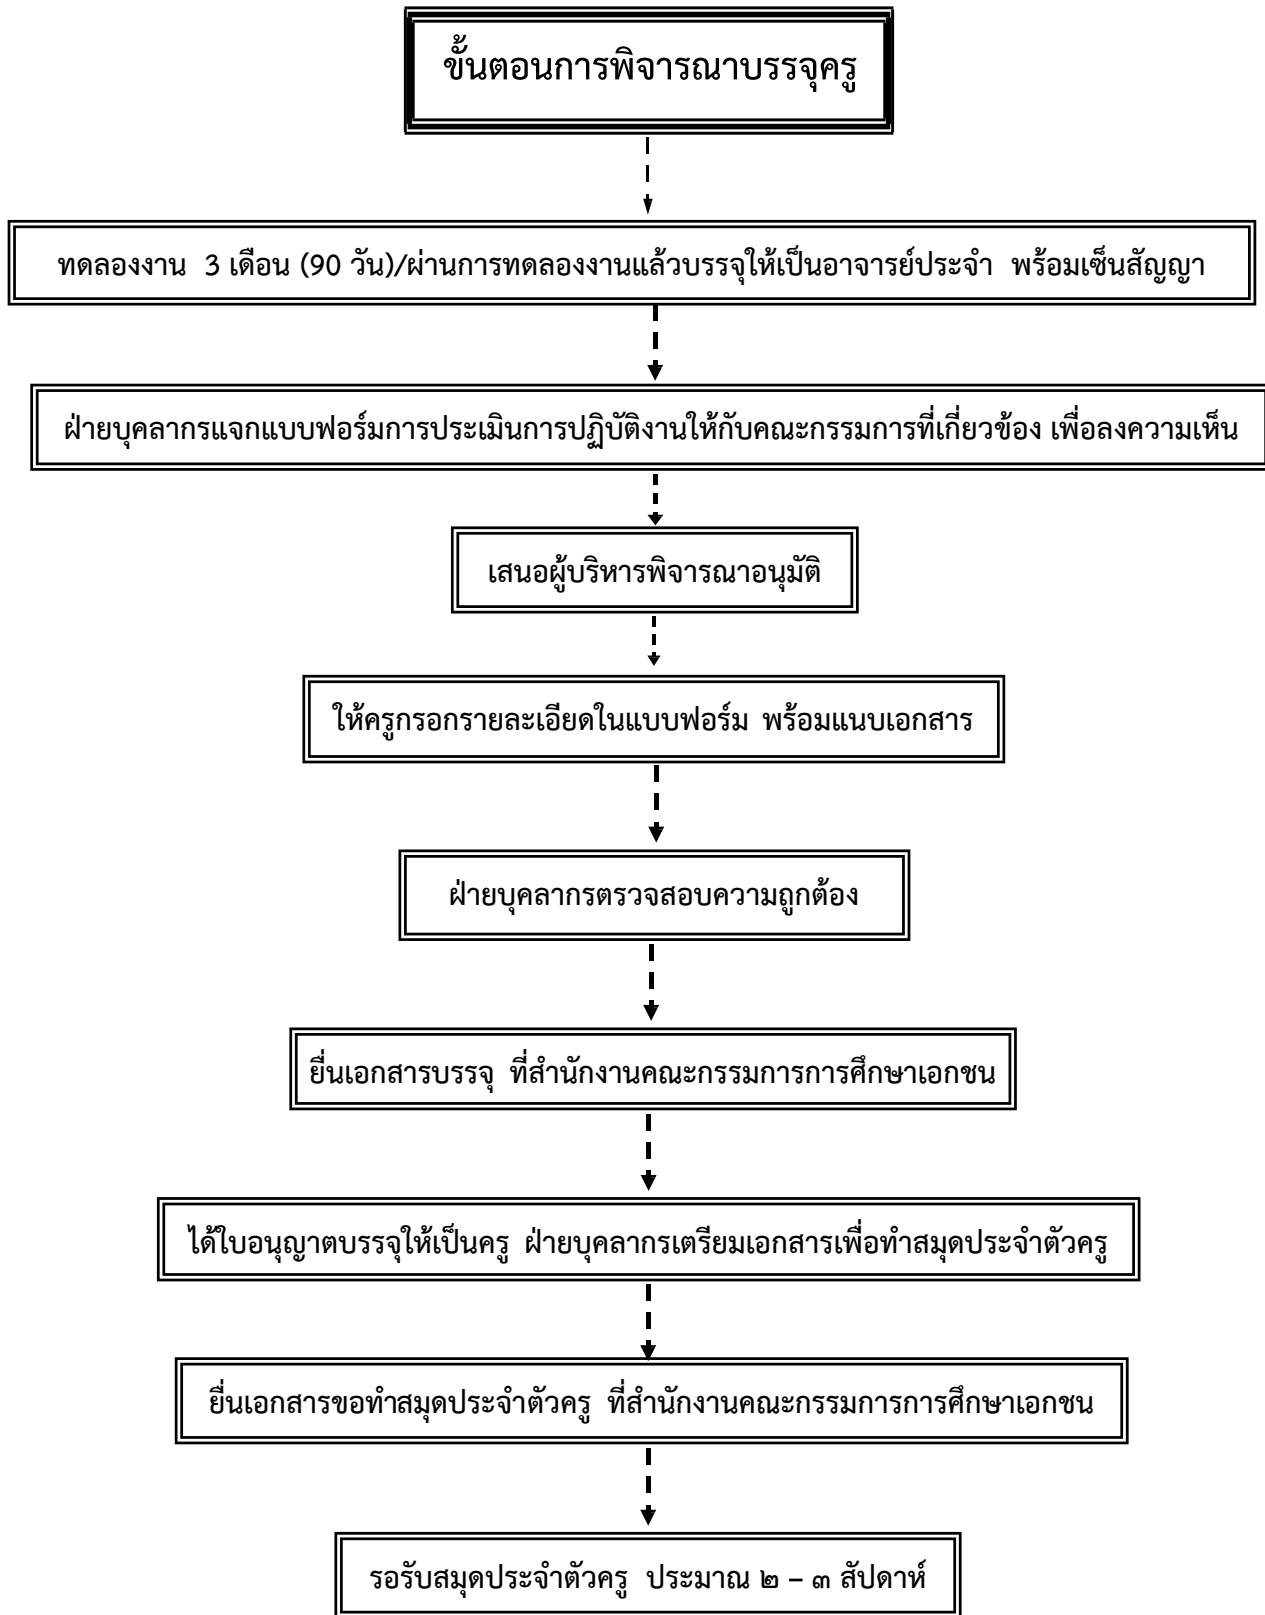 ขั้นตอนการพิจารณาบรรจุครู
ทดลองงาน 3 เดือน (90 วัน)/ผ่านการทดลองงานแล้วบรรจุให้เป็นอาจารย์ประจำ พร้อมเซ็นสัญญา
ฝ่ายบุคลากรแจกแบบฟอร์มการประเมินการปฏิบัติงานให้กับคณะกรรมการที่เกี่ยวข้อง เพื่อลงความเห็น
เสนอผู้บริหารพิจารณาอนุมัติ
ให้ครูกรอกรายละเอียดในแบบฟอร์ม พร้อมแนบเอกสาร
ฝ่ายบุคลากรตรวจสอบความถูกต้อง
ยื่นเอกสารบรรจุ ที่สำนักงานคณะกรรมการการศึกษาเอกชน
ได้ใบอนุญาตบรรจุให้เป็นครู ฝ่ายบุคลากรเตรียมเอกสารเพื่อทำสมุดประจำตัวครู
ยื่นเอกสารขอทำสมุดประจำตัวครู ที่สำนักงานคณะกรรมการการศึกษาเอกชน
รอรับสมุดประจำตัวครู ประมาณ ๒ – ๓ สัปดาห์